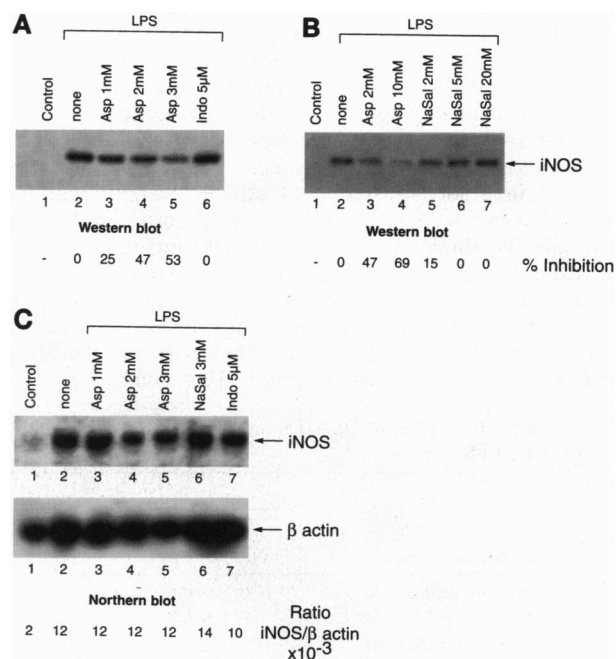 A
LPS
Control
none
Asp 1mM
Asp 2mM
Asp 3mM
Indo 5µM
1 2 3 4 5 6
Western blot
- 0 25 47 53 0
B
LPS
Control
none
Asp 2mM
Asp 10mM
NaSal 2mM
NaSal 5mM
NaSal 20mM
iNOS
1 2 3 4 5 6 7
Western blot
- 0 47 69 15 0 0 % Inhibition
C
LPS
Control
none
Asp 1mM
Asp 2mM
Asp 3mM
NaSal 3mM
Indo 5µM
iNOS
1 2 3 4 5 6 7
β actin
1 2 3 4 5 6 7
Northern blot
Ratio
2 12 12 12 12 14 10 iNOS/β actin
x10-3